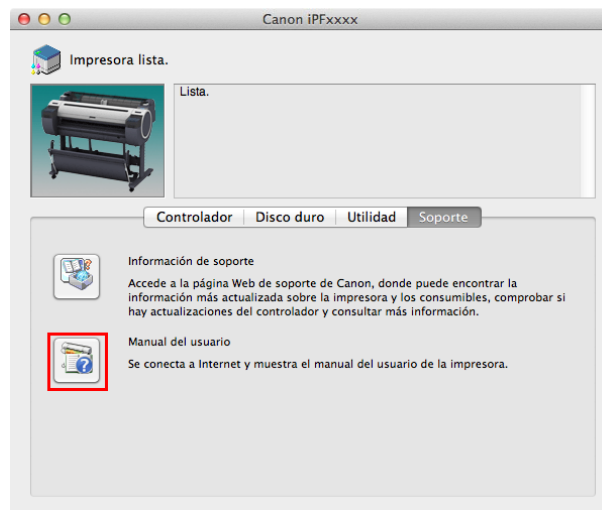 Canon iPFxxxx
Impresora lista.
Lista.
Controlador
Disco duro
Utilidad
Soporte
Información de soporte
Accede a la página Web de soporte de Canon, donde puede encontrar la
información más actualizada sobre la impresora y los consumibles, comprobar si
hay actualizaciones del controlador y consultar más información.
Manual del usuario
Se conecta a Internet y muestra el manual del usuario de la impresora.